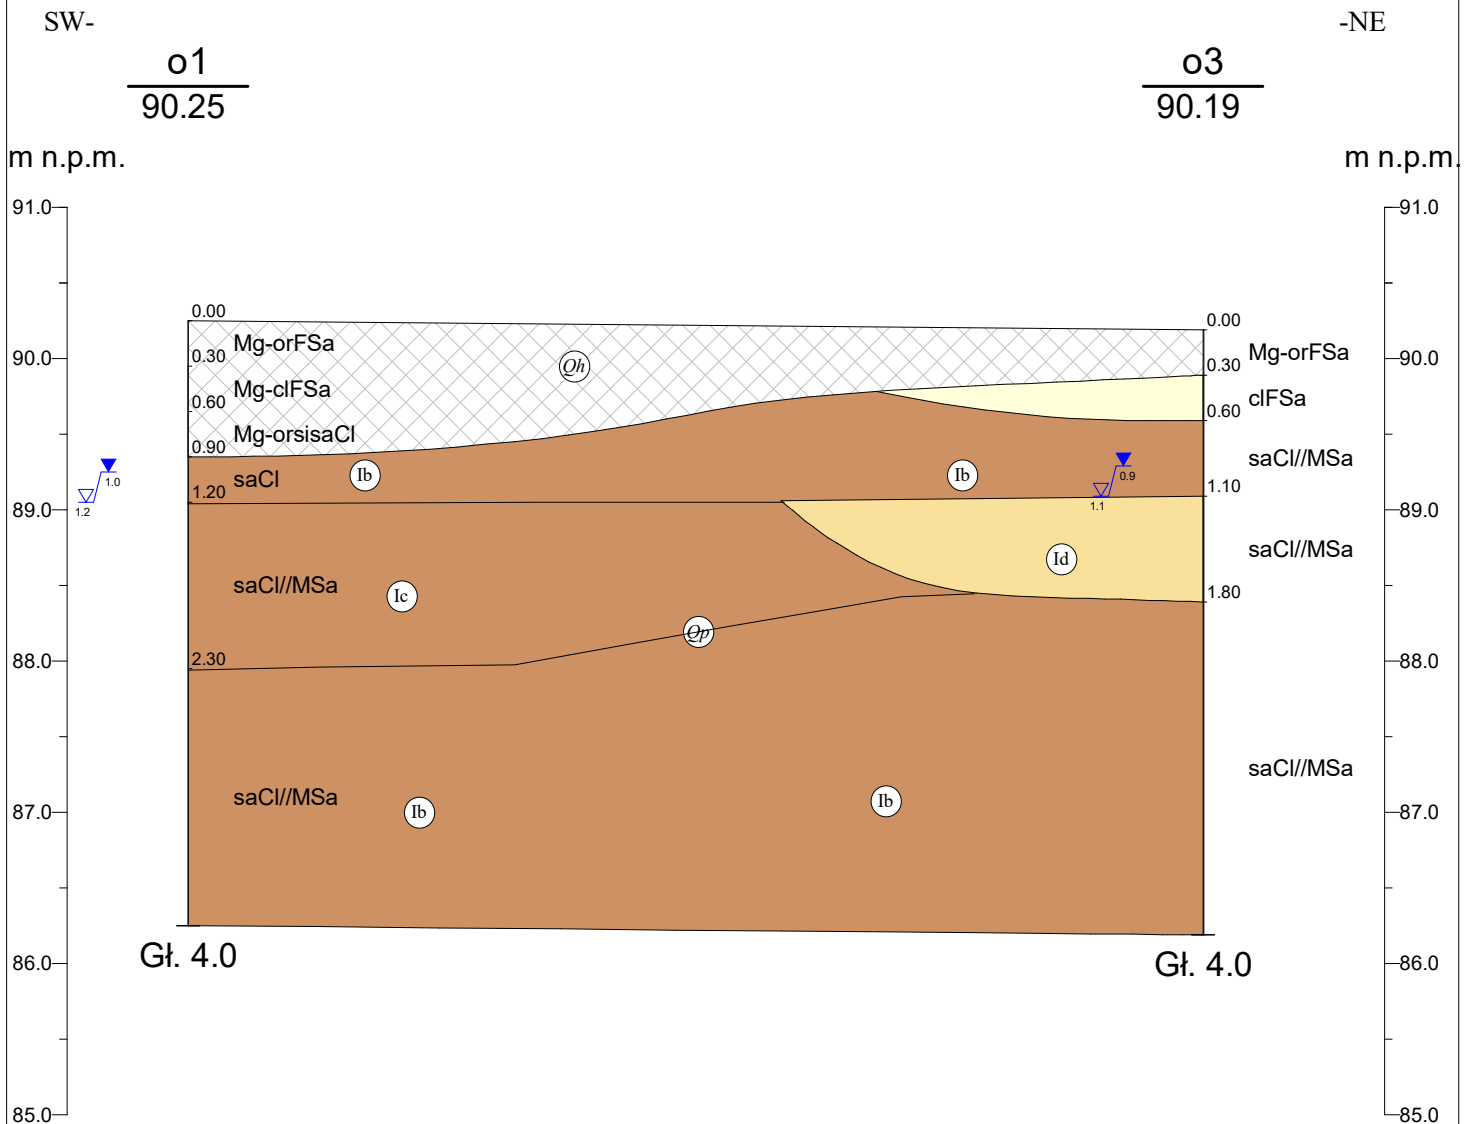 SW- -NE
o1 o3
90.25 90.19
m n.p.m. m n.p.m.
91.0 91.0
0.00 0.00
Mg-orFSa Mg-orFSa
90.0 0.30 Qh 0.30 90.0
Mg-clFSa clFSa
0.60 0.60
Mg-orsisaCl
0.90 saCl//MSa
1.0 saCl Ib Ib 0.9
1.20 1.10
1.2 1.1
89.0 89.0
saCl//MSa Id saCl//MSa
Ic 1.80
Qp
88.0 2.30 88.0
saCl//MSa saCl//MSa
87.0 Ib Ib 87.0
Gł. 4.0 Gł. 4.0
86.0 86.0
85.0 85.0